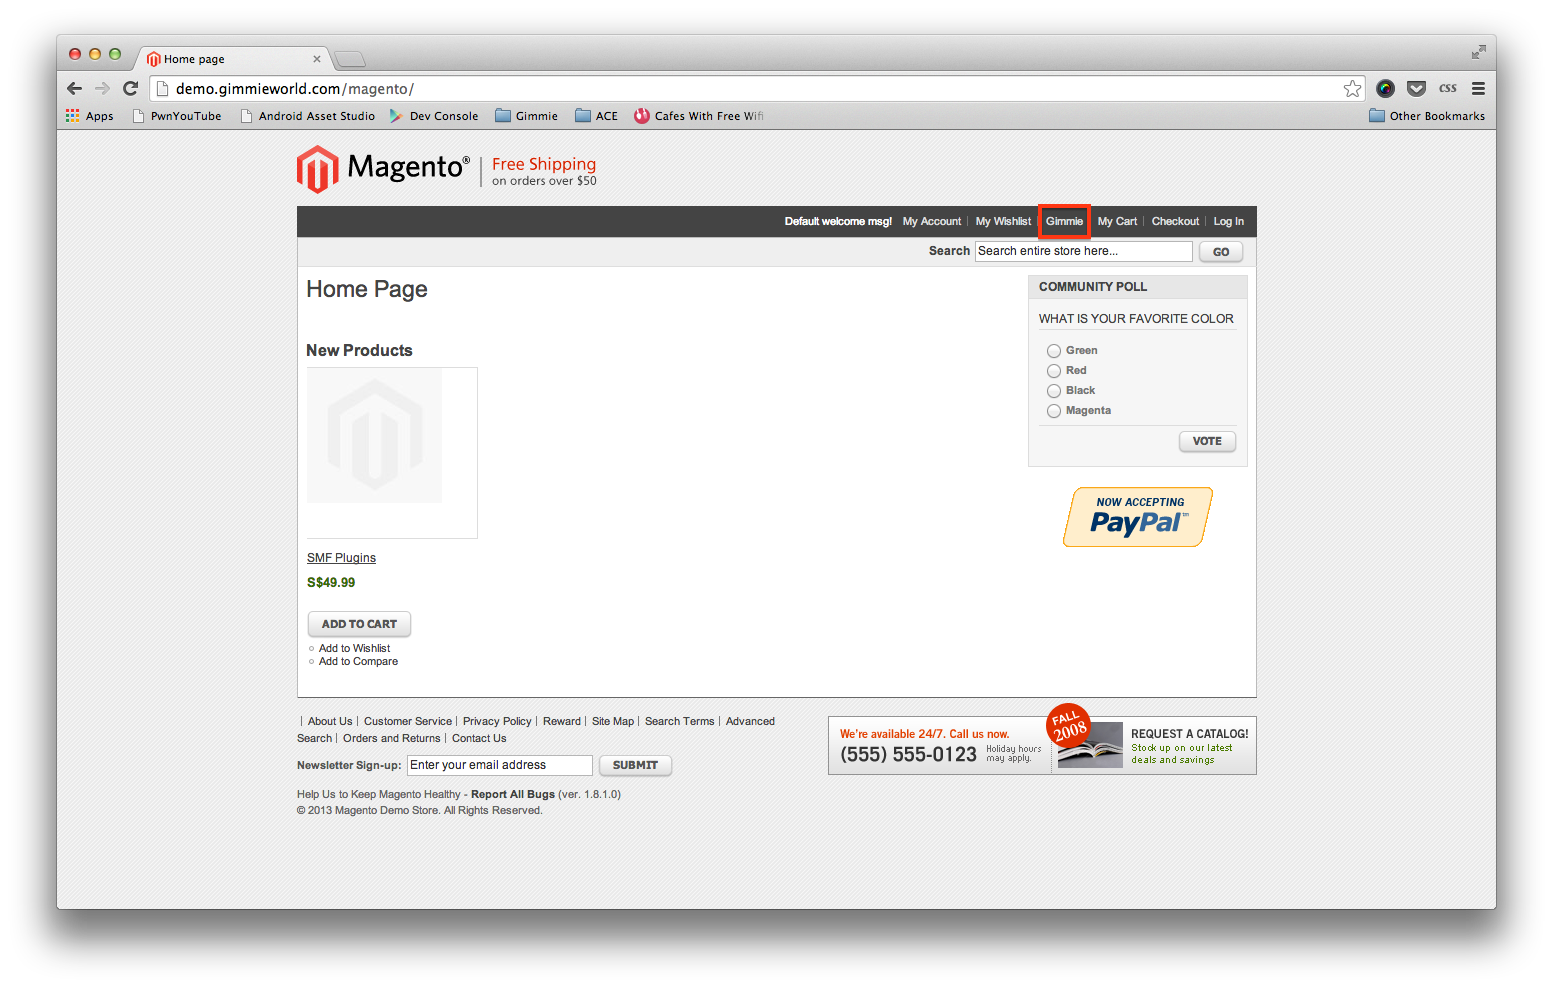 Home page
demo.gimmieworld.com/magento/
css
Apps PwnYouTube Android Asset Studio Dev Console Gimmie ACE Cafes With Free Wifi Other Bookmarks
Magento® Free Shipping
on orders over $50
Default welcome msg! My Account My Wishlist Gimmie My Cart Checkout Log In
Search Search entire store here... GO
Home Page
New Products
SMF Plugins
S$49.99
ADD TO CART
Add to Wishlist
Add to Compare
COMMUNITY POLL
WHAT IS YOUR FAVORITE COLOR
Green
Red
Black
Magenta
VOTE
NOW ACCEPTING
PayPal™
| About Us | Customer Service | Privacy Policy | Reward | Site Map | Search Terms | Advanced
Search | Orders and Returns | Contact Us
Newsletter Sign-up: Enter your email address SUBMIT
Help Us to Keep Magento Healthy - Report All Bugs (ver. 1.8.1.0)
© 2013 Magento Demo Store. All Rights Reserved.
We're available 24/7. Call us now.
(555) 555-0123 Holiday hours
may apply.
FALL
2008
REQUEST A CATALOG!
Stock up on our latest
deals and savings